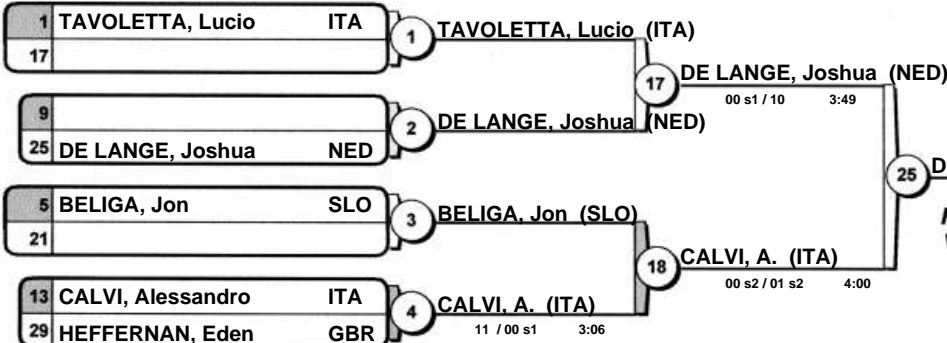 1 TAVOLETTA, Lucio ITA
17
1
TAVOLETTA, Lucio (ITA)
9
25 DE LANGE, Joshua NED
2
DE LANGE, Joshua (NED)
17
DE LANGE, Joshua (NED)
00 s1 / 10 3:49
5 BELIGA, Jon SLO
21
3
BELIGA, Jon (SLO)
13 CALVI, Alessandro ITA
29 HEFFERNAN, Eden GBR
4
CALVI, A. (ITA)
11 / 00 s1 3:06
18
CALVI, A. (ITA)
00 s2 / 01 s2 4:00
25
D